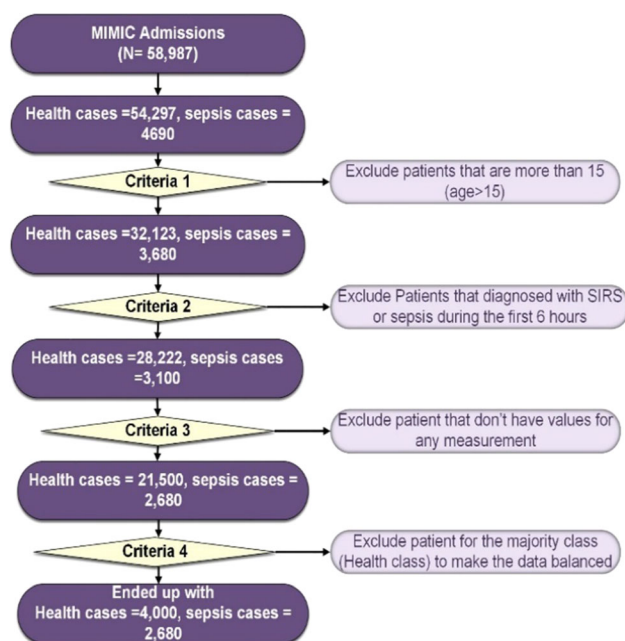 MIMIC Admissions
(N= 58,987)
Health cases =54,297, sepsis cases =
4690
Criteria 1
Exclude patients that are more than 15
(age>15)
Health cases =32,123, sepsis cases =
3,680
Criteria 2
Exclude Patients that diagnosed with SIRS
or sepsis during the first 6 hours
Health cases =28,222, sepsis cases
=3,100
Criteria 3
Exclude patient that don't have values for
any measurement
Health cases = 21,500, sepsis cases =
2,680
Criteria 4
Exclude patient for the majority class
(Health class) to make the data balanced
Ended up with
Health cases =4,000, sepsis cases =
2,680